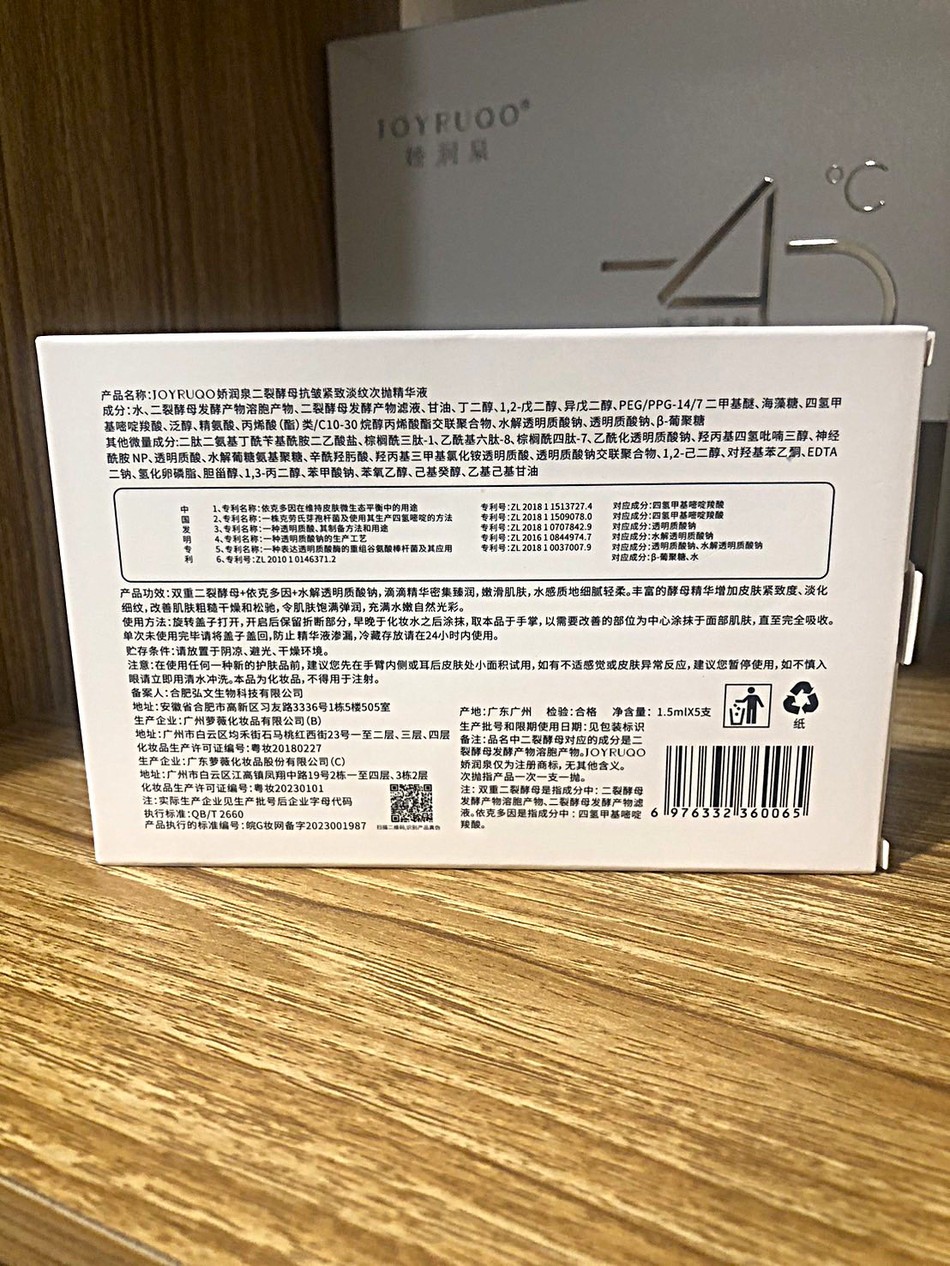 JOYRUQO®
娇润泉
-45°C
产品名称:JOYRUQO娇润泉二裂酵母抗皱紧致淡纹次抛精华液
成分:水、二裂酵母发酵产物溶胞产物、二裂酵母发酵产物滤液、甘油、丁二醇、1,2-戊二醇、异戊二醇、PEG/PPG-14/7 二甲基醚、海藻糖、四氢甲
基嘧啶羧酸、泛醇、精氨酸、丙烯酸(酯)类/C10-30 烷醇丙烯酸酯交联聚合物、水解透明质酸钠、透明质酸钠、β-葡聚糖
其他微量成分:二肽二氨基丁酰苄基酰胺二乙酸盐、棕榈酰三肽-1、乙酰基六肽-8、棕榈酰四肽-7、乙酰化透明质酸钠、羟丙基四氢吡喃三醇、神经
酰胺 NP、透明质酸、水解葡糖氨基聚糖、辛酰羟肟酸、羟丙基三甲基氯化铵透明质酸、透明质酸钠交联聚合物、1,2-己二醇、对羟基苯乙酮、EDTA
二钠、氢化卵磷脂、胆甾醇、1,3-丙二醇、苯甲酸钠、苯氧乙醇、己基癸醇、乙基己基甘油
中国发明专利
1、专利名称:依克多因在维持皮肤微生态平衡中的用途 专利号:ZL 2018 1 1513727.4 对应成分:四氢甲基嘧啶羧酸
2、专利名称:一株克劳氏芽孢杆菌及使用其生产四氢嘧啶的方法 专利号:ZL 2018 1 1509078.0 对应成分:四氢甲基嘧啶羧酸
3、专利名称:一种透明质酸,其制备方法和用途 专利号:ZL 2018 1 0707842.9 对应成分:透明质酸钠
4、专利名称:一种透明质酸钠的生产工艺 专利号:ZL 2016 1 0844974.7 对应成分:水解透明质酸钠
5、专利名称:一种表达透明质酸酶的重组谷氨酸棒杆菌及其应用 专利号:ZL 2018 1 0037007.9 对应成分:透明质酸钠、水解透明质酸钠
6、专利号:ZL 2010 1 0146371.2 对应成分:β-葡聚糖、水
产品功效:双重二裂酵母+依克多因+水解透明质酸钠,滴滴精华密集臻润,嫩滑肌肤,水感质地细腻轻柔。丰富的酵母精华增加皮肤紧致度、淡化
细纹,改善肌肤粗糙干燥和松驰,令肌肤饱满弹润,充满水嫩自然光彩。
使用方法:旋转盖子打开,开启后保留折断部分,早晚于化妆水之后涂抹,取本品于手掌,以需要改善的部位为中心涂抹于面部肌肤,直至完全吸收。
单次未使用完毕请将盖子盖回,防止精华液渗漏,冷藏存放请在24小时内使用。
贮存条件:请放置于阴凉、避光、干燥环境。
注意:在使用任何一种新的护肤品前,建议您先在手臂内侧或耳后皮肤处小面积试用,如有不适感觉或皮肤异常反应,建议您暂停使用,如不慎入
眼请立即用清水冲洗。本品为化妆品,不得用于注射。
备案人:合肥弘文生物科技有限公司
地址:安徽省合肥市高新区习友路3336号1栋5楼505室
生产企业:广州萝薇化妆品有限公司(B)
地址:广州市白云区均禾街石马桃红西街23号一至二层、三层、四层
化妆品生产许可证编号:粤妆20180227
生产企业:广东萝薇化妆品股份有限公司(C)
地址:广州市白云区江高镇凤翔中路19号2栋一至四层、3栋2层
化妆品生产许可证编号:粤妆20230101
注:实际生产企业见生产批号后企业字母代码
执行标准:QB/T 2660
产品执行的标准编号:皖G妆网备字2023001987
扫描二维码,识别产品真伪
产地:广东广州 检验:合格 净含量: 1.5mlX5支
生产批号和限期使用日期:见包装标识
备注:品名中二裂酵母对应的成分是二
裂酵母发酵产物溶胞产物。JOYRUQO
娇润泉仅为注册商标,无其他含义。
次抛指产品一次一支一抛。
注: 双重二裂酵母是指成分中:二裂酵母
发酵产物溶胞产物、二裂酵母发酵产物滤
液。依克多因是指成分中:四氢甲基嘧啶
羧酸。
纸
6 976332 360065